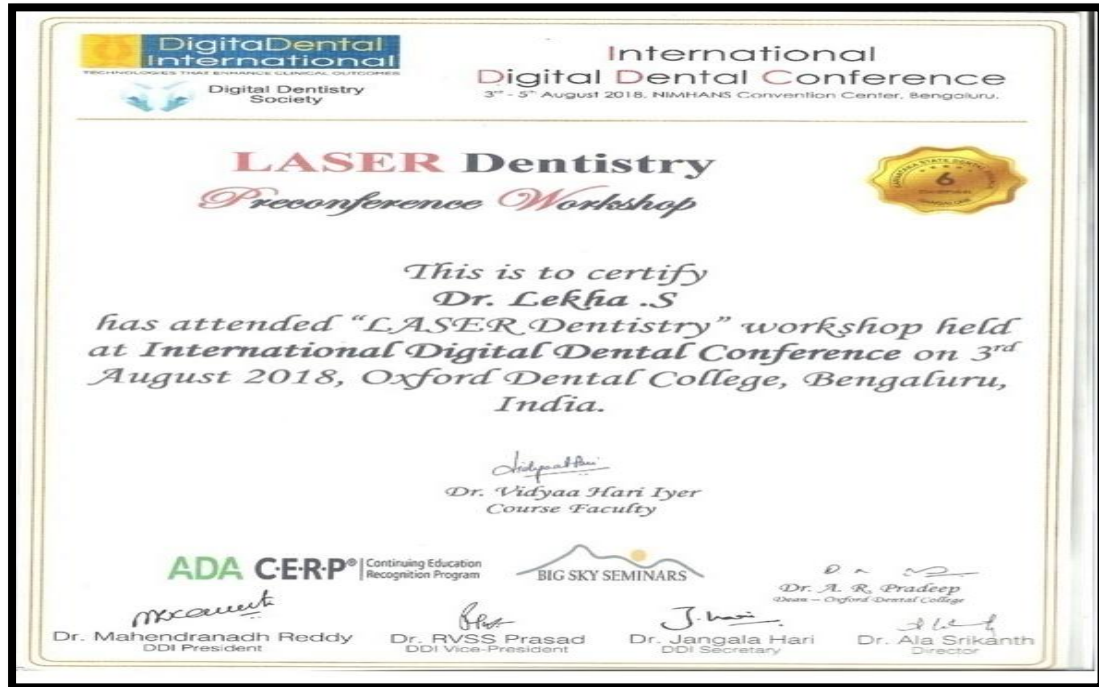 DigitaDental
International
TECHNOLOGIES THAT ENHANCE CLINICAL OUTCOMES
Digital Dentistry
Society
International
Digital Dental Conference
3rd - 5th August 2018, NIMHANS Convention Center, Bengaluru.
LASER Dentistry
Preconference Workshop
STATE DENTAL
6
This is to certify
Dr. Lekha .S
has attended “LASER Dentistry” workshop held
at International Digital Dental Conference on 3rd
August 2018, Oxford Dental College, Bengaluru,
India.
Dr. Vidyaa Hari Iyer
Course Faculty
ADA C·E·R·P® Continuing Education
Recognition Program
BIG SKY SEMINARS
Dr. A. R. Pradeep
Dean – Oxford Dental College
Dr. Mahendranadh Reddy
DDI President
Dr. RVSS Prasad
DDI Vice-President
J. Hari
Dr. Jangala Hari
DDI Secretary
Dr. Ala Srikanth
Director